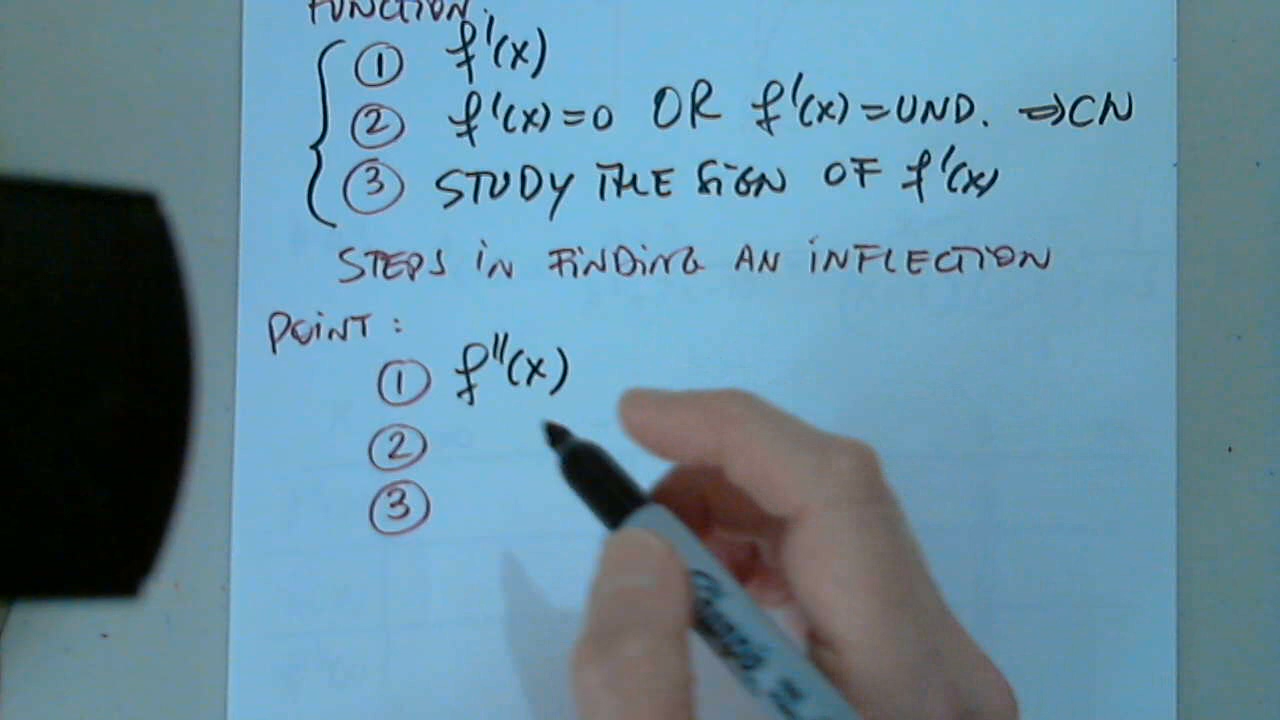 FUNCTION.
① f'(x)
② f'(x)=0 OR f'(x)=UND. ⇒CN
③ STUDY THE SIGN OF f'(x)
STEPS IN FINDING AN INFLECTION
POINT:
① f''(x)
②
③